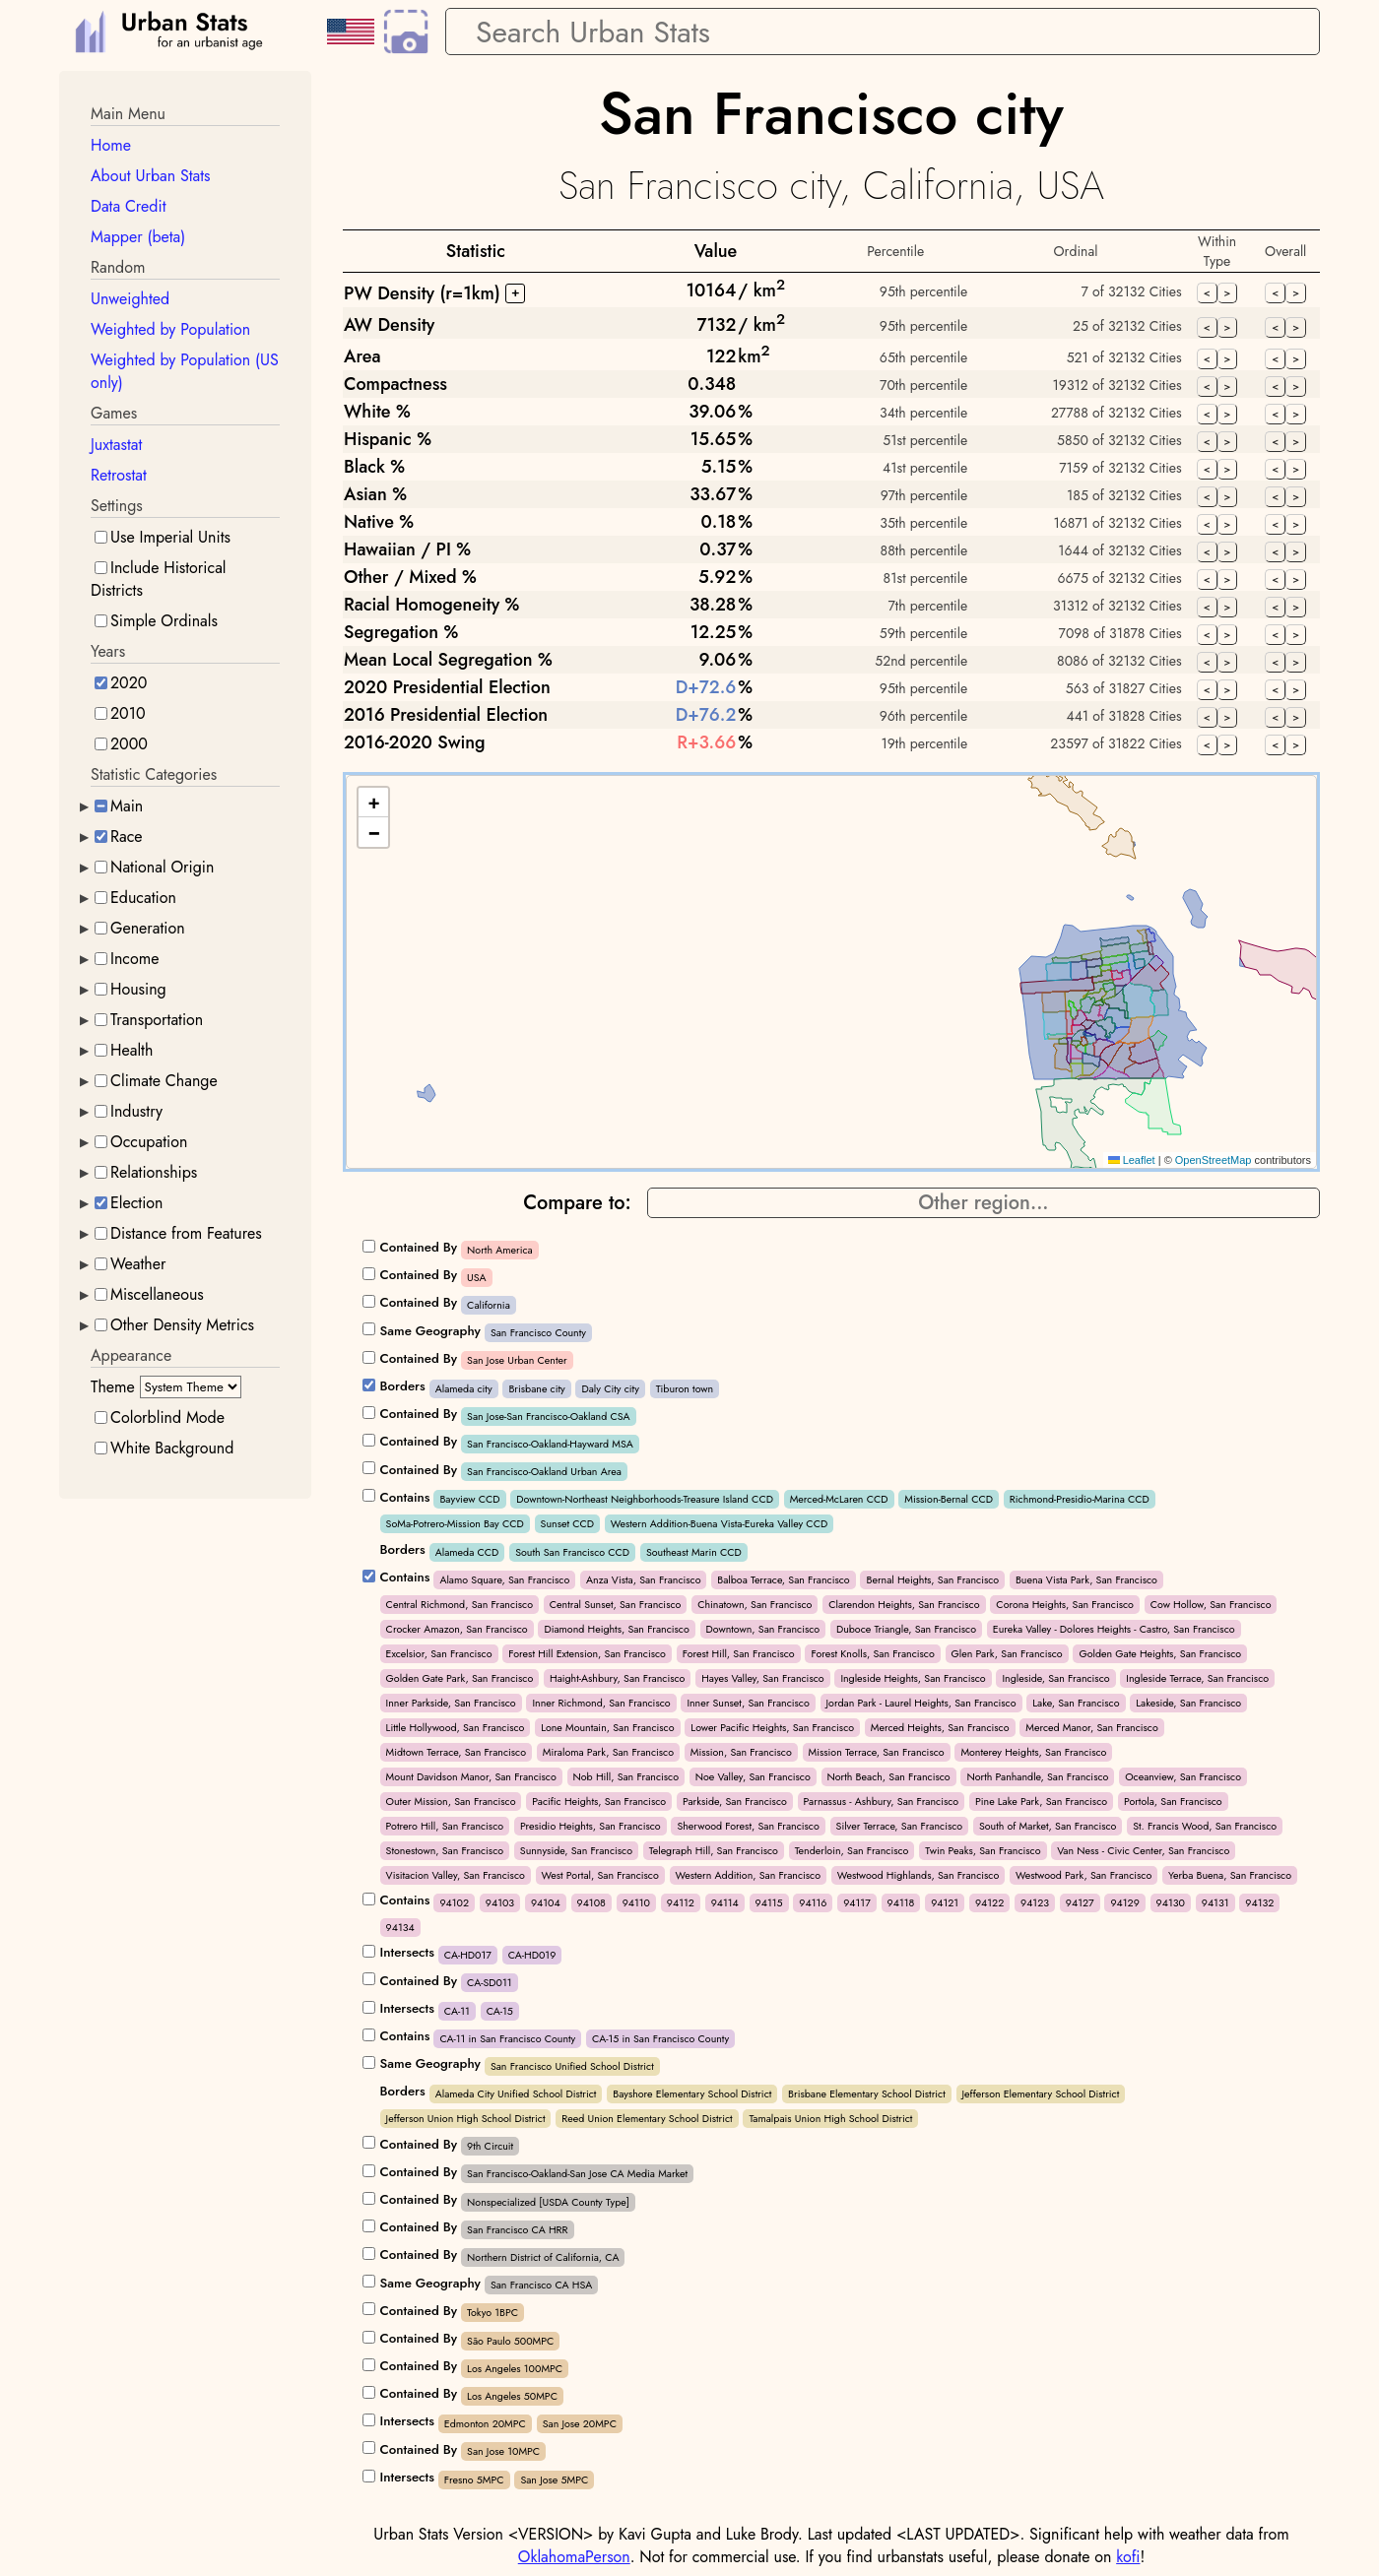 Urban Stats
for an urbanist age
Search Urban Stats
Main Menu
Home
About Urban Stats
Data Credit
Mapper (beta)
Random
Unweighted
Weighted by Population
Weighted by Population (US
only)
Games
Juxtastat
Retrostat
Settings
Use Imperial Units
Include Historical
Districts
Simple Ordinals
Years
2020
2010
2000
Statistic Categories
Main
Race
National Origin
Education
Generation
Income
Housing
Transportation
Health
Climate Change
Industry
Occupation
Relationships
Election
Distance from Features
Weather
Miscellaneous
Other Density Metrics
Appearance
Theme System Theme
Colorblind Mode
White Background
San Francisco city
San Francisco city, California, USA
Statistic Value Percentile Ordinal Within Type Overall
PW Density (r=1km) + 10164 / km² 95th percentile 7 of 32132 Cities < > < >
AW Density 7132 / km² 95th percentile 25 of 32132 Cities < > < >
Area 122 km² 65th percentile 521 of 32132 Cities < > < >
Compactness 0.348 70th percentile 19312 of 32132 Cities < > < >
White % 39.06% 34th percentile 27788 of 32132 Cities < > < >
Hispanic % 15.65% 51st percentile 5850 of 32132 Cities < > < >
Black % 5.15% 41st percentile 7159 of 32132 Cities < > < >
Asian % 33.67% 97th percentile 185 of 32132 Cities < > < >
Native % 0.18% 35th percentile 16871 of 32132 Cities < > < >
Hawaiian / PI % 0.37% 88th percentile 1644 of 32132 Cities < > < >
Other / Mixed % 5.92% 81st percentile 6675 of 32132 Cities < > < >
Racial Homogeneity % 38.28% 7th percentile 31312 of 32132 Cities < > < >
Segregation % 12.25% 59th percentile 7098 of 31878 Cities < > < >
Mean Local Segregation % 9.06% 52nd percentile 8086 of 32132 Cities < > < >
2020 Presidential Election D+72.6% 95th percentile 563 of 31827 Cities < > < >
2016 Presidential Election D+76.2% 96th percentile 441 of 31828 Cities < > < >
2016-2020 Swing R+3.66% 19th percentile 23597 of 31822 Cities < > < >
+
−
Leaflet | © OpenStreetMap contributors
Compare to: Other region...
Contained By North America
Contained By USA
Contained By California
Same Geography San Francisco County
Contained By San Jose Urban Center
Borders Alameda city Brisbane city Daly City city Tiburon town
Contained By San Jose-San Francisco-Oakland CSA
Contained By San Francisco-Oakland-Hayward MSA
Contained By San Francisco-Oakland Urban Area
Contains Bayview CCD Downtown-Northeast Neighborhoods-Treasure Island CCD Merced-McLaren CCD Mission-Bernal CCD Richmond-Presidio-Marina CCD
SoMa-Potrero-Mission Bay CCD Sunset CCD Western Addition-Buena Vista-Eureka Valley CCD
Borders Alameda CCD South San Francisco CCD Southeast Marin CCD
Contains Alamo Square, San Francisco Anza Vista, San Francisco Balboa Terrace, San Francisco Bernal Heights, San Francisco Buena Vista Park, San Francisco
Central Richmond, San Francisco Central Sunset, San Francisco Chinatown, San Francisco Clarendon Heights, San Francisco Corona Heights, San Francisco Cow Hollow, San Francisco
Crocker Amazon, San Francisco Diamond Heights, San Francisco Downtown, San Francisco Duboce Triangle, San Francisco Eureka Valley - Dolores Heights - Castro, San Francisco
Excelsior, San Francisco Forest Hill Extension, San Francisco Forest Hill, San Francisco Forest Knolls, San Francisco Glen Park, San Francisco Golden Gate Heights, San Francisco
Golden Gate Park, San Francisco Haight-Ashbury, San Francisco Hayes Valley, San Francisco Ingleside Heights, San Francisco Ingleside, San Francisco Ingleside Terrace, San Francisco
Inner Parkside, San Francisco Inner Richmond, San Francisco Inner Sunset, San Francisco Jordan Park - Laurel Heights, San Francisco Lake, San Francisco Lakeside, San Francisco
Little Hollywood, San Francisco Lone Mountain, San Francisco Lower Pacific Heights, San Francisco Merced Heights, San Francisco Merced Manor, San Francisco
Midtown Terrace, San Francisco Miraloma Park, San Francisco Mission, San Francisco Mission Terrace, San Francisco Monterey Heights, San Francisco
Mount Davidson Manor, San Francisco Nob Hill, San Francisco Noe Valley, San Francisco North Beach, San Francisco North Panhandle, San Francisco Oceanview, San Francisco
Outer Mission, San Francisco Pacific Heights, San Francisco Parkside, San Francisco Parnassus - Ashbury, San Francisco Pine Lake Park, San Francisco Portola, San Francisco
Potrero Hill, San Francisco Presidio Heights, San Francisco Sherwood Forest, San Francisco Silver Terrace, San Francisco South of Market, San Francisco St. Francis Wood, San Francisco
Stonestown, San Francisco Sunnyside, San Francisco Telegraph Hill, San Francisco Tenderloin, San Francisco Twin Peaks, San Francisco Van Ness - Civic Center, San Francisco
Visitacion Valley, San Francisco West Portal, San Francisco Western Addition, San Francisco Westwood Highlands, San Francisco Westwood Park, San Francisco Yerba Buena, San Francisco
Contains 94102 94103 94104 94108 94110 94112 94114 94115 94116 94117 94118 94121 94122 94123 94127 94129 94130 94131 94132
94134
Intersects CA-HD017 CA-HD019
Contained By CA-SD011
Intersects CA-11 CA-15
Contains CA-11 in San Francisco County CA-15 in San Francisco County
Same Geography San Francisco Unified School District
Borders Alameda City Unified School District Bayshore Elementary School District Brisbane Elementary School District Jefferson Elementary School District
Jefferson Union High School District Reed Union Elementary School District Tamalpais Union High School District
Contained By 9th Circuit
Contained By San Francisco-Oakland-San Jose CA Media Market
Contained By Nonspecialized [USDA County Type]
Contained By San Francisco CA HRR
Contained By Northern District of California, CA
Same Geography San Francisco CA HSA
Contained By Tokyo 1BPC
Contained By São Paulo 500MPC
Contained By Los Angeles 100MPC
Contained By Los Angeles 50MPC
Intersects Edmonton 20MPC San Jose 20MPC
Contained By San Jose 10MPC
Intersects Fresno 5MPC San Jose 5MPC
Urban Stats Version <VERSION> by Kavi Gupta and Luke Brody. Last updated <LAST UPDATED>. Significant help with weather data from
OklahomaPerson. Not for commercial use. If you find urbanstats useful, please donate on kofi!